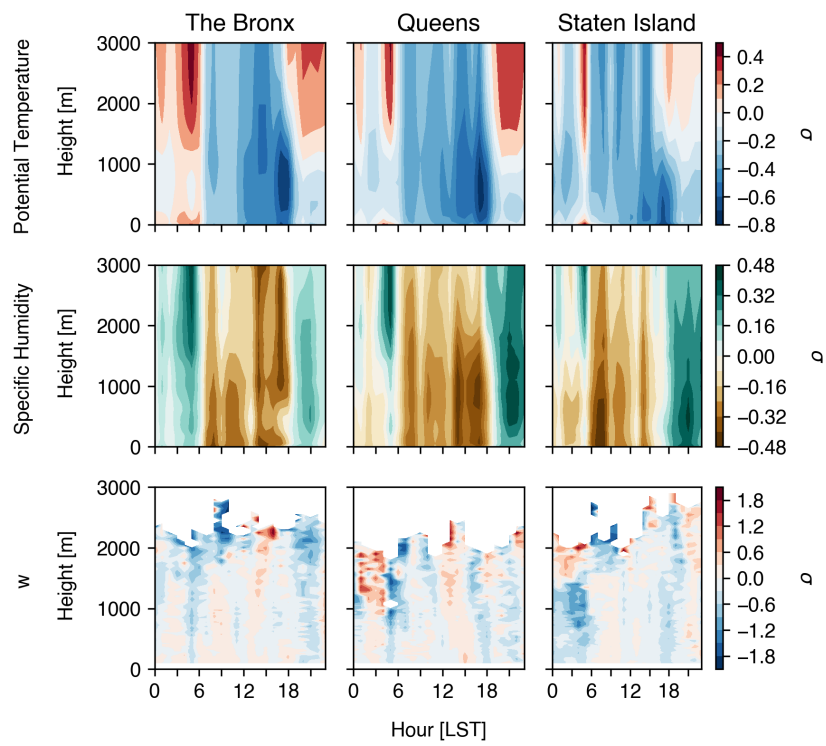 The Bronx Queens Staten Island
Potential Temperature
Height [m]
3000
2000
1000
0
0.4
0.2
0.0
−0.2
−0.4
−0.6
−0.8
σ
Specific Humidity
Height [m]
3000
2000
1000
0
0.48
0.32
0.16
0.00
−0.16
−0.32
−0.48
σ
w
Height [m]
3000
2000
1000
0
1.8
1.2
0.6
0.0
−0.6
−1.2
−1.8
σ
0 6 12 18 0 6 12 18 0 6 12 18
Hour [LST]